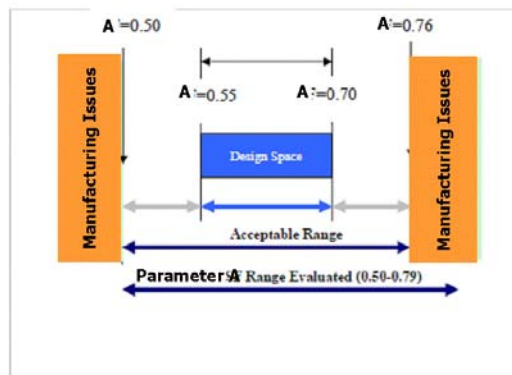 A =0.50
A =0.76
A =0.55
A =0.70
Manufacturing Issues
Design Space
Manufacturing Issues
Acceptable Range
Parameter A Range Evaluated (0.50-0.79)